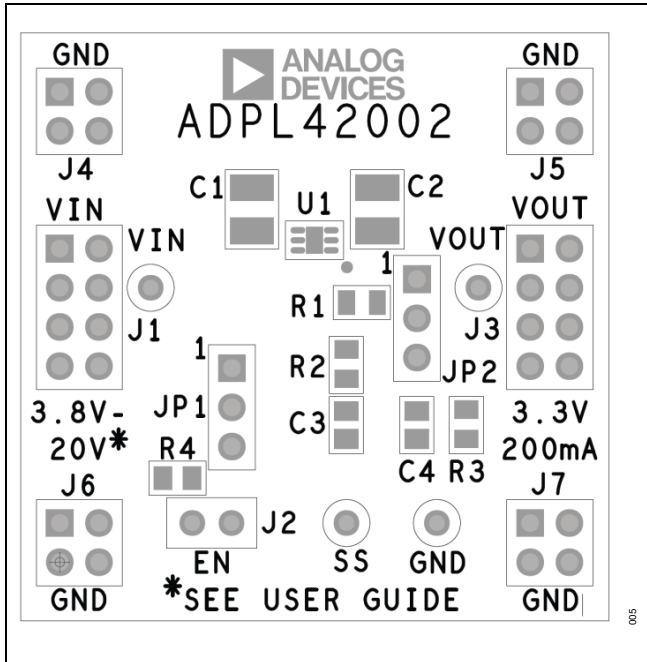 GND
ANALOG
DEVICES
GND
ADPL42002
J4
J5
C1
C2
VIN
U1
VOUT
VIN
VOUT
1
J1
R1
J3
1
R2
JP2
JP1
3.8V-
20V*
R4
C3
3.3V
200mA
C4
R3
J6
J7
J2
EN
SS
GND
GND
*SEE USER GUIDE
GND
005